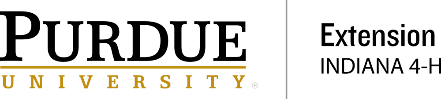 PURDUE
UNIVERSITY®
Extension
INDIANA 4-H